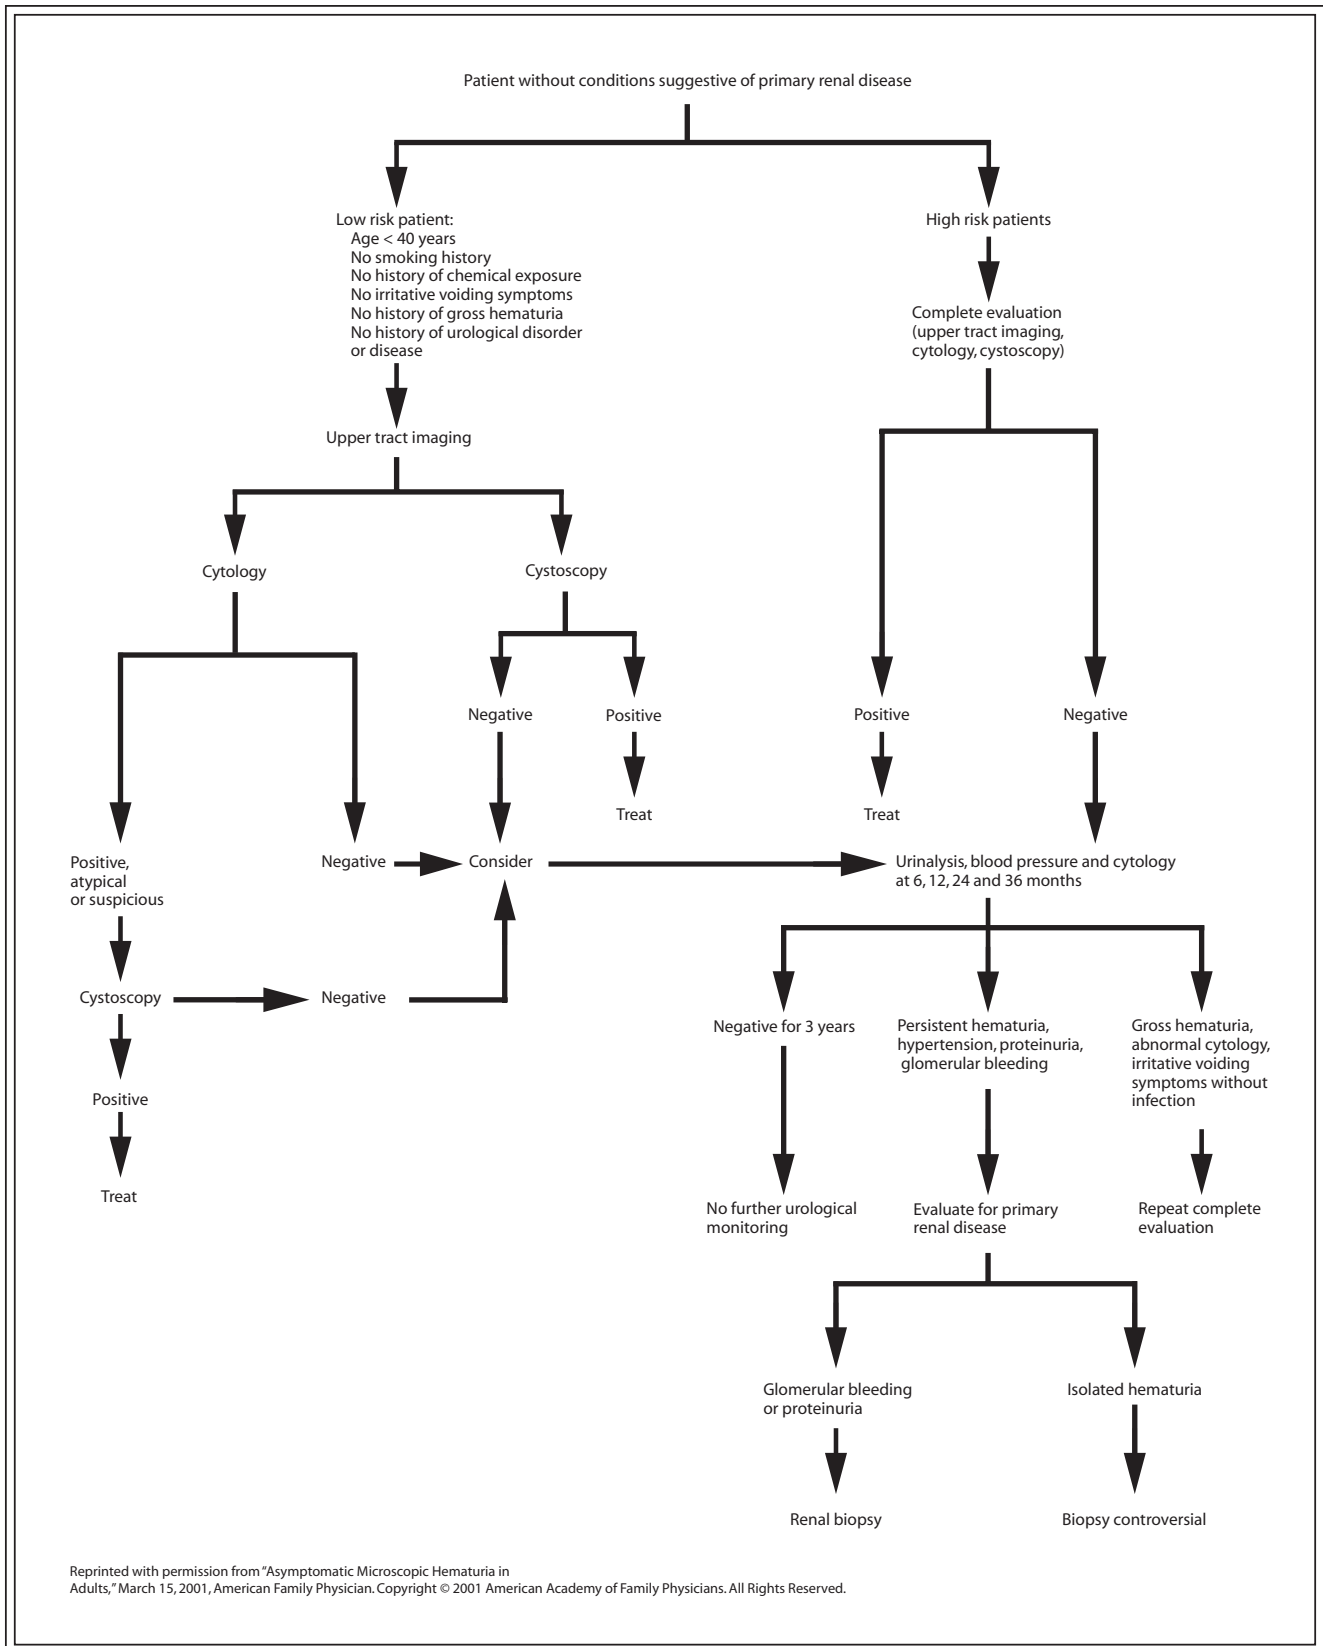 Patient without conditions suggestive of primary renal disease
Low risk patient:
Age < 40 years
No smoking history
No history of chemical exposure
No irritative voiding symptoms
No history of gross hematuria
No history of urological disorder
or disease
High risk patients
Complete evaluation
(upper tract imaging,
cytology, cystoscopy)
Upper tract imaging
Cytology
Cystoscopy
Negative
Positive
Positive
Negative
Treat
Treat
Positive,
atypical
or suspicious
Negative
Consider
Urinalysis, blood pressure and cytology
at 6, 12, 24 and 36 months
Cystoscopy
Negative
Negative for 3 years
Persistent hematuria,
hypertension, proteinuria,
glomerular bleeding
Gross hematuria,
abnormal cytology,
irritative voiding
symptoms without
infection
Positive
Treat
No further urological
monitoring
Evaluate for primary
renal disease
Repeat complete
evaluation
Glomerular bleeding
or proteinuria
Isolated hematuria
Renal biopsy
Biopsy controversial
Reprinted with permission from “Asymptomatic Microscopic Hematuria in
Adults,” March 15, 2001, American Family Physician. Copyright © 2001 American Academy of Family Physicians. All Rights Reserved.